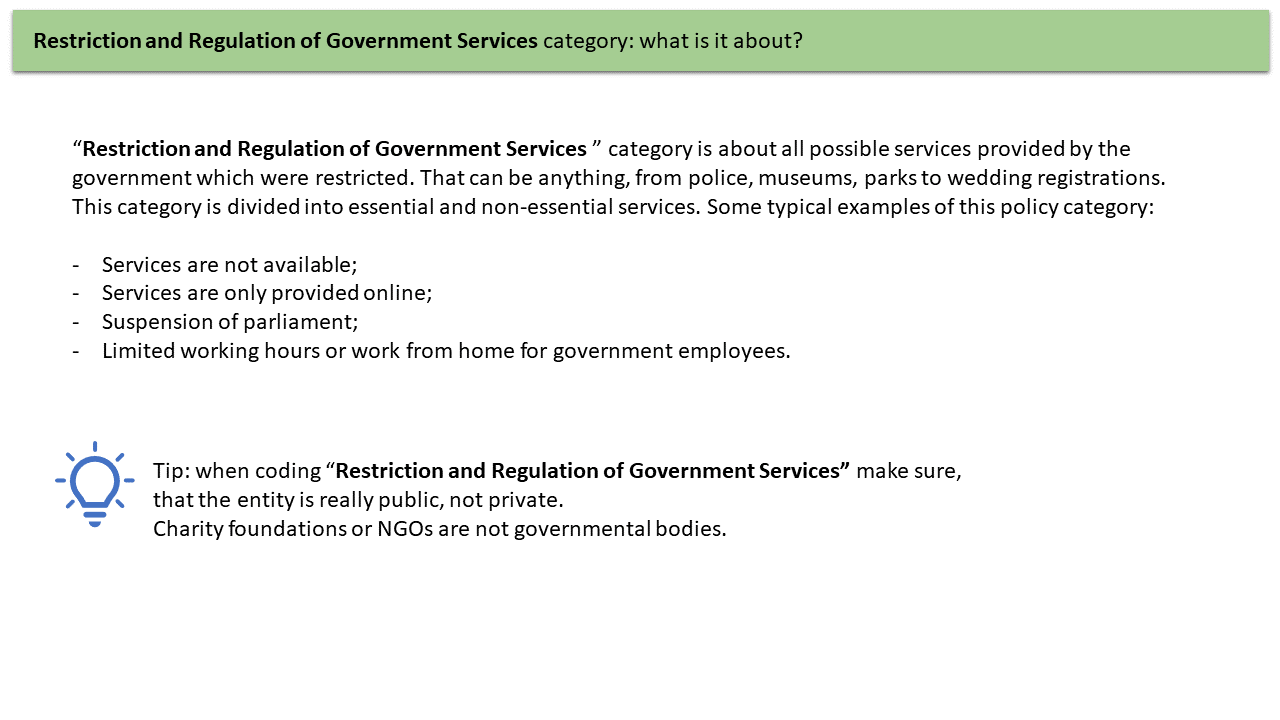 Restriction and Regulation of Government Services category: what is it about?
“Restriction and Regulation of Government Services ” category is about all possible services provided by the
government which were restricted. That can be anything, from police, museums, parks to wedding registrations.
This category is divided into essential and non-essential services. Some typical examples of this policy category:
- Services are not available;
- Services are only provided online;
- Suspension of parliament;
- Limited working hours or work from home for government employees.
Tip: when coding “Restriction and Regulation of Government Services” make sure,
that the entity is really public, not private.
Charity foundations or NGOs are not governmental bodies.